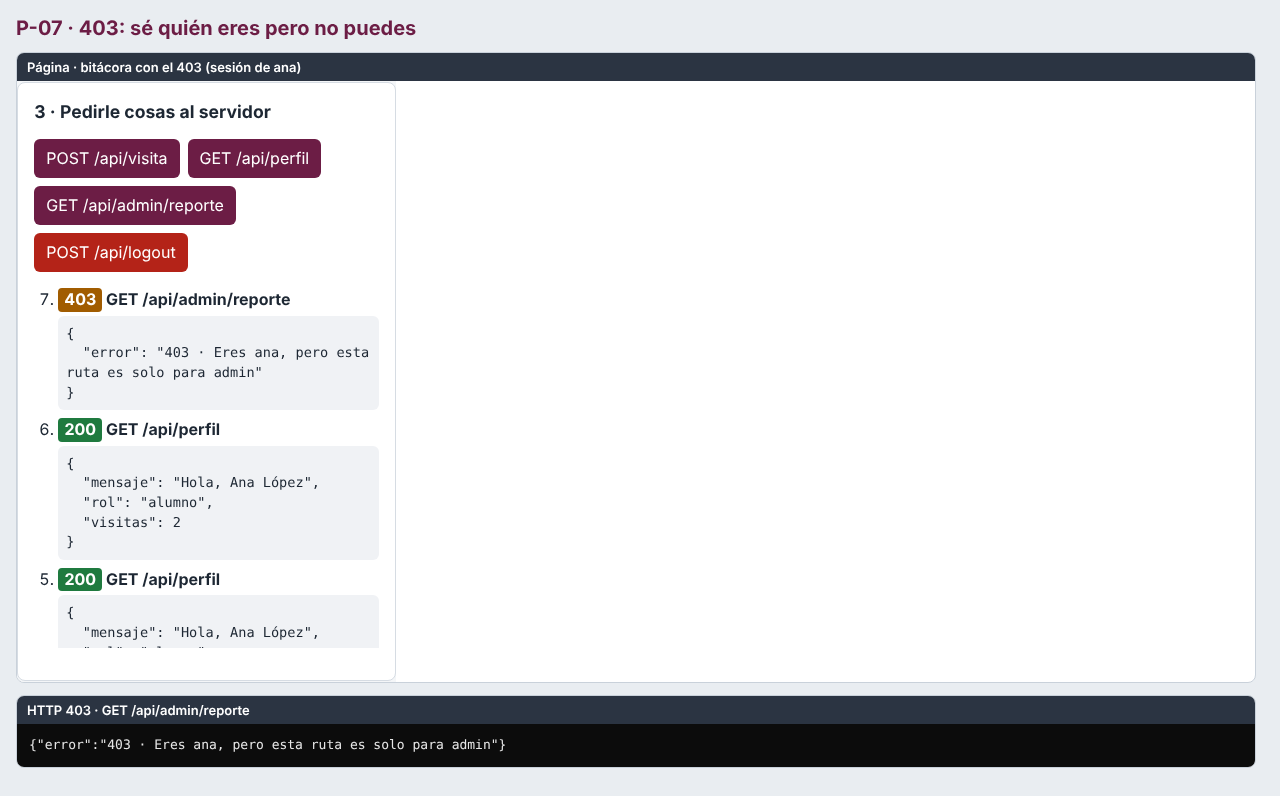 P-07 · 403: sé quién eres pero no puedes
Página · bitácora con el 403 (sesión de ana)
3 · Pedirle cosas al servidor
POST /api/visita
GET /api/perfil
GET /api/admin/reporte
POST /api/logout
7. 403 GET /api/admin/reporte
{
"error": "403 · Eres ana, pero esta
ruta es solo para admin"
}
6. 200 GET /api/perfil
{
"mensaje": "Hola, Ana López",
"rol": "alumno",
"visitas": 2
}
5. 200 GET /api/perfil
{
"mensaje": "Hola, Ana López",
HTTP 403 · GET /api/admin/reporte
{"error":"403 · Eres ana, pero esta ruta es solo para admin"}